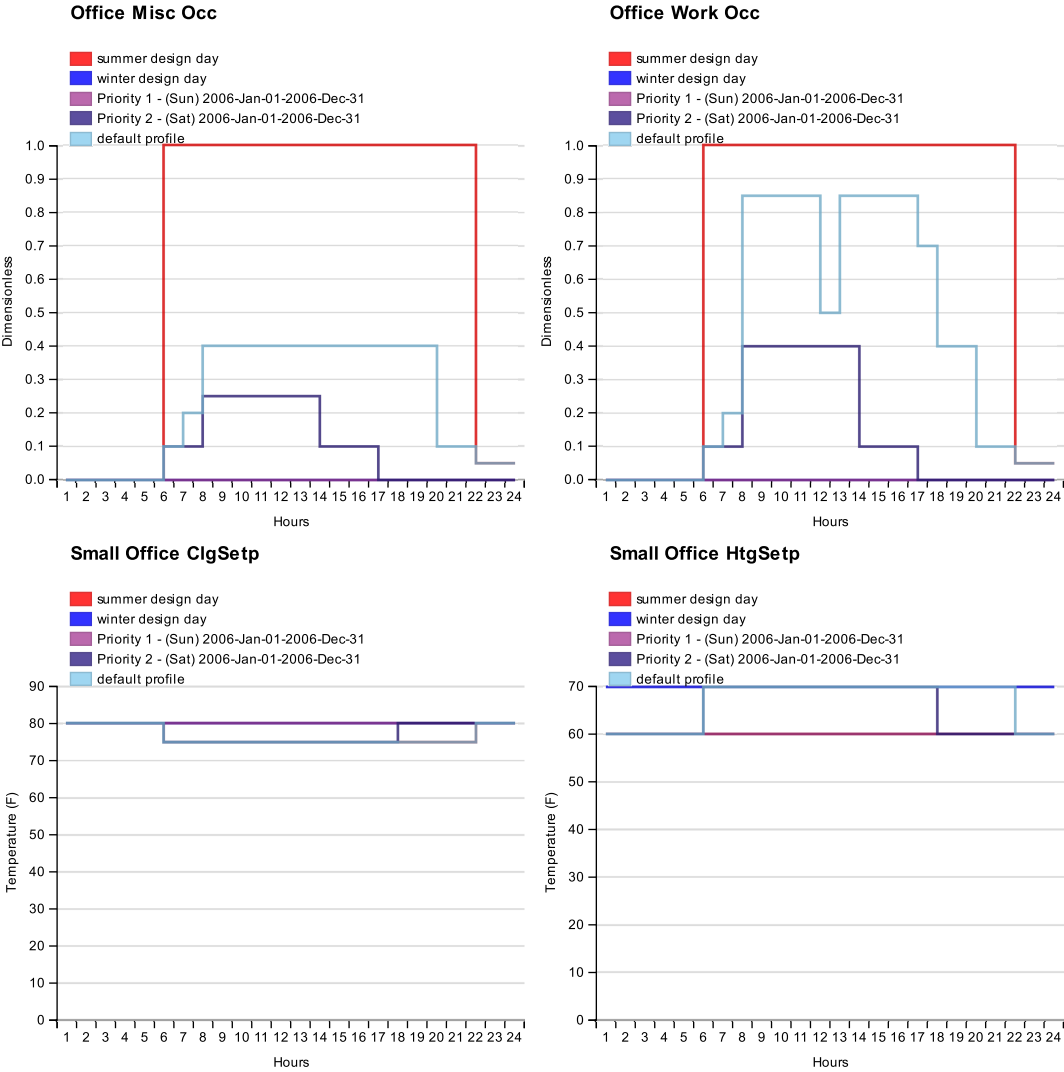 Office Misc Occ
summer design day
winter design day
Priority 1 - (Sun) 2006-Jan-01-2006-Dec-31
Priority 2 - (Sat) 2006-Jan-01-2006-Dec-31
default profile
1.0
0.9
0.8
0.7
0.6
0.5
0.4
0.3
0.2
0.1
0.0
Dimensionless
1 2 3 4 5 6 7 8 9 10 11 12 13 14 15 16 17 18 19 20 21 22 23 24
Hours
Office Work Occ
summer design day
winter design day
Priority 1 - (Sun) 2006-Jan-01-2006-Dec-31
Priority 2 - (Sat) 2006-Jan-01-2006-Dec-31
default profile
1.0
0.9
0.8
0.7
0.6
0.5
0.4
0.3
0.2
0.1
0.0
Dimensionless
1 2 3 4 5 6 7 8 9 10 11 12 13 14 15 16 17 18 19 20 21 22 23 24
Hours
Small Office ClgSetp
summer design day
winter design day
Priority 1 - (Sun) 2006-Jan-01-2006-Dec-31
Priority 2 - (Sat) 2006-Jan-01-2006-Dec-31
default profile
90
80
70
60
50
40
30
20
10
0
Temperature (F)
1 2 3 4 5 6 7 8 9 10 11 12 13 14 15 16 17 18 19 20 21 22 23 24
Hours
Small Office HtgSetp
summer design day
winter design day
Priority 1 - (Sun) 2006-Jan-01-2006-Dec-31
Priority 2 - (Sat) 2006-Jan-01-2006-Dec-31
default profile
70
60
50
40
30
20
10
0
Temperature (F)
1 2 3 4 5 6 7 8 9 10 11 12 13 14 15 16 17 18 19 20 21 22 23 24
Hours